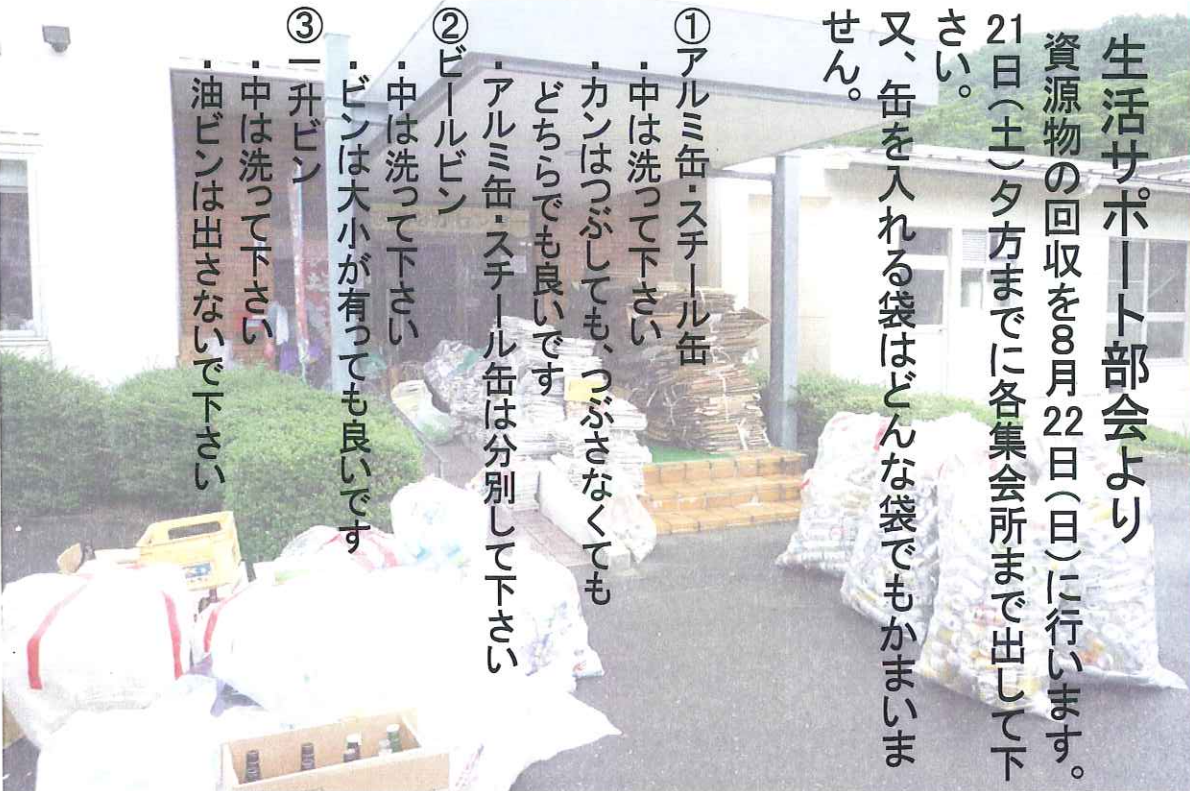 生活サポート部会より
資源物の回収を8月22日(日)に行います。
21日(土)夕方までに各集会所まで出して下
さい。
又、缶を入れる袋はどんな袋でもかまいま
せん。
①アルミ缶・スチール缶
・中は洗って下さい
・カンはつぶしても、つぶさなくても
どちらでも良いです
・アルミ缶・スチール缶は分別して下さい
②ビールビン
・中は洗って下さい
・ビンは大小が有っても良いです
③一升ビン
・中は洗って下さい
・油ビンは出さないで下さい